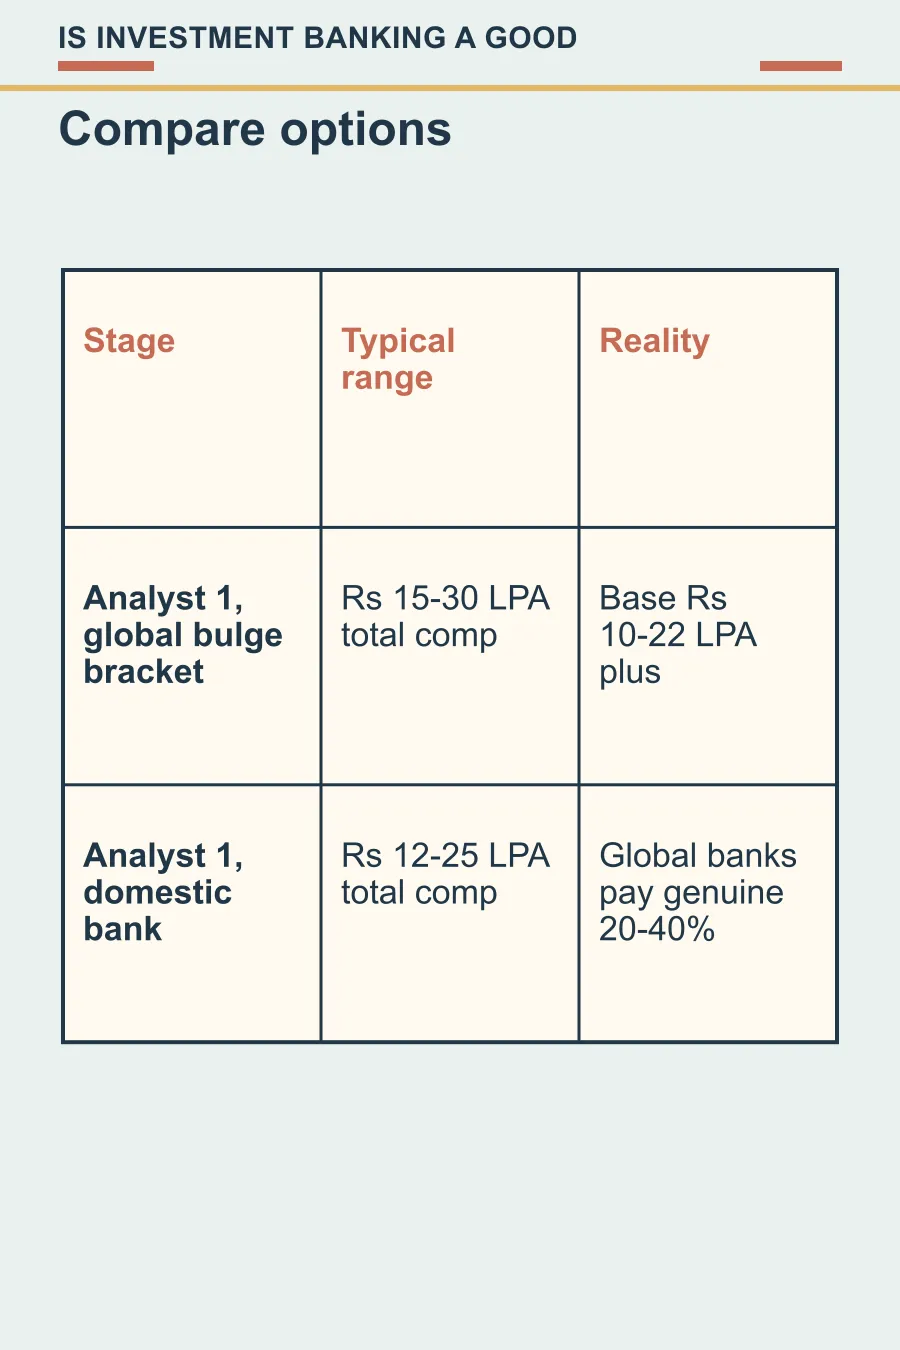 IS INVESTMENT BANKING A GOOD
Compare options
Stage
Typical
range
Reality
Analyst 1,
global bulge
bracket
Rs 15-30 LPA
total comp
Base Rs
10-22 LPA
plus
Analyst 1,
domestic
bank
Rs 12-25 LPA
total comp
Global banks
pay genuine
20-40%